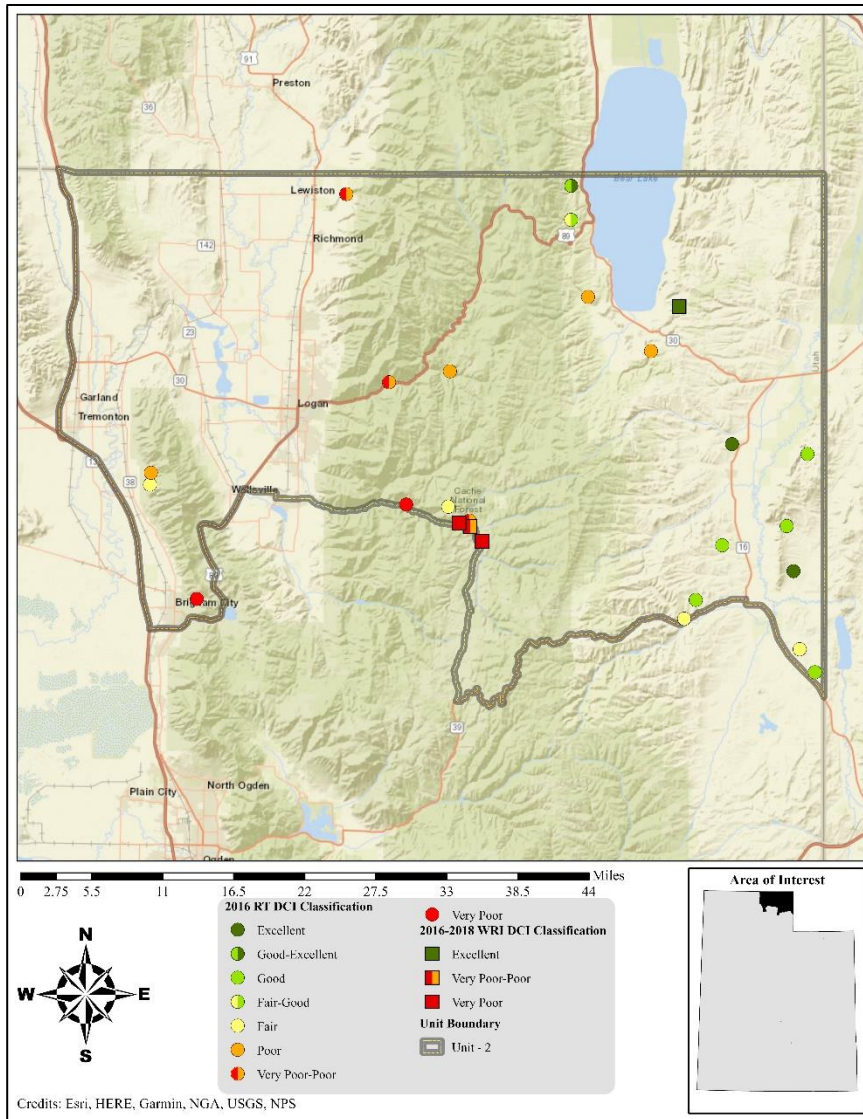 91
Preston
36
Bear Lake
Lewiston
Richmond
142
89
23
30
30
Garland
Tremonton
Logan
Utah
38
Wellsville
Cache
National
Forest
16
Brigham City
39
Plain City
North Ogden
Ogden
Miles
0 2.75 5.5 11 16.5 22 27.5 33 38.5 44
2016 RT DCI Classification
Excellent
Good-Excellent
Good
Fair-Good
Fair
Poor
Very Poor-Poor
Very Poor
2016-2018 WRI DCI Classification
Excellent
Very Poor-Poor
Very Poor
Unit Boundary
Unit - 2
Area of Interest
N
W E
S
Credits: Esri, HERE, Garmin, NGA, USGS, NPS